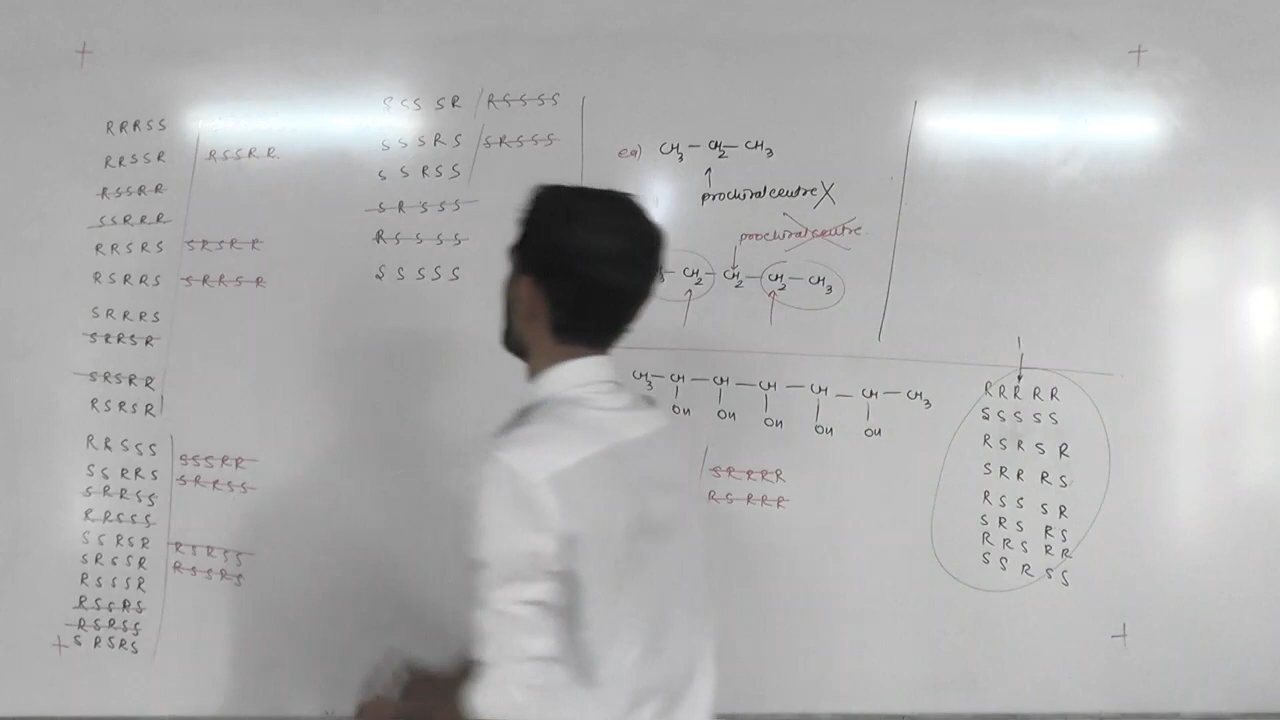 RRRSS
RRSSR RSSRR
RSSRR
SSRRR
RRSRS SRSRR
RSRRS SRRSR
SRRRS
SRRSR
SRSRR
RSRSR
RRSSS SSSRR
SSRRS SRRSS
SRRSS
RRSSS
SSRSR RSRSS
SRSSR RSSRS
RSSSR
RSSRS
RSRSS
SRSRS
SSSSR RSSSS
SSSRS SRSSS
SSRSS
SRSSS
RSSSS
SSSSS
eg) CH3 — CH2 — CH3
prochiral centre X
prochiral centre
— CH2 — CH2 — CH2 — CH3
CH3 — CH — CH — CH — CH — CH — CH3
OH OH OH OH OH
SRRRR
RSRRR
1
RRRRR
SSSSS
RSRSR
SRRRS
RSSSR
SRSRS
RRSRR
SSRSS